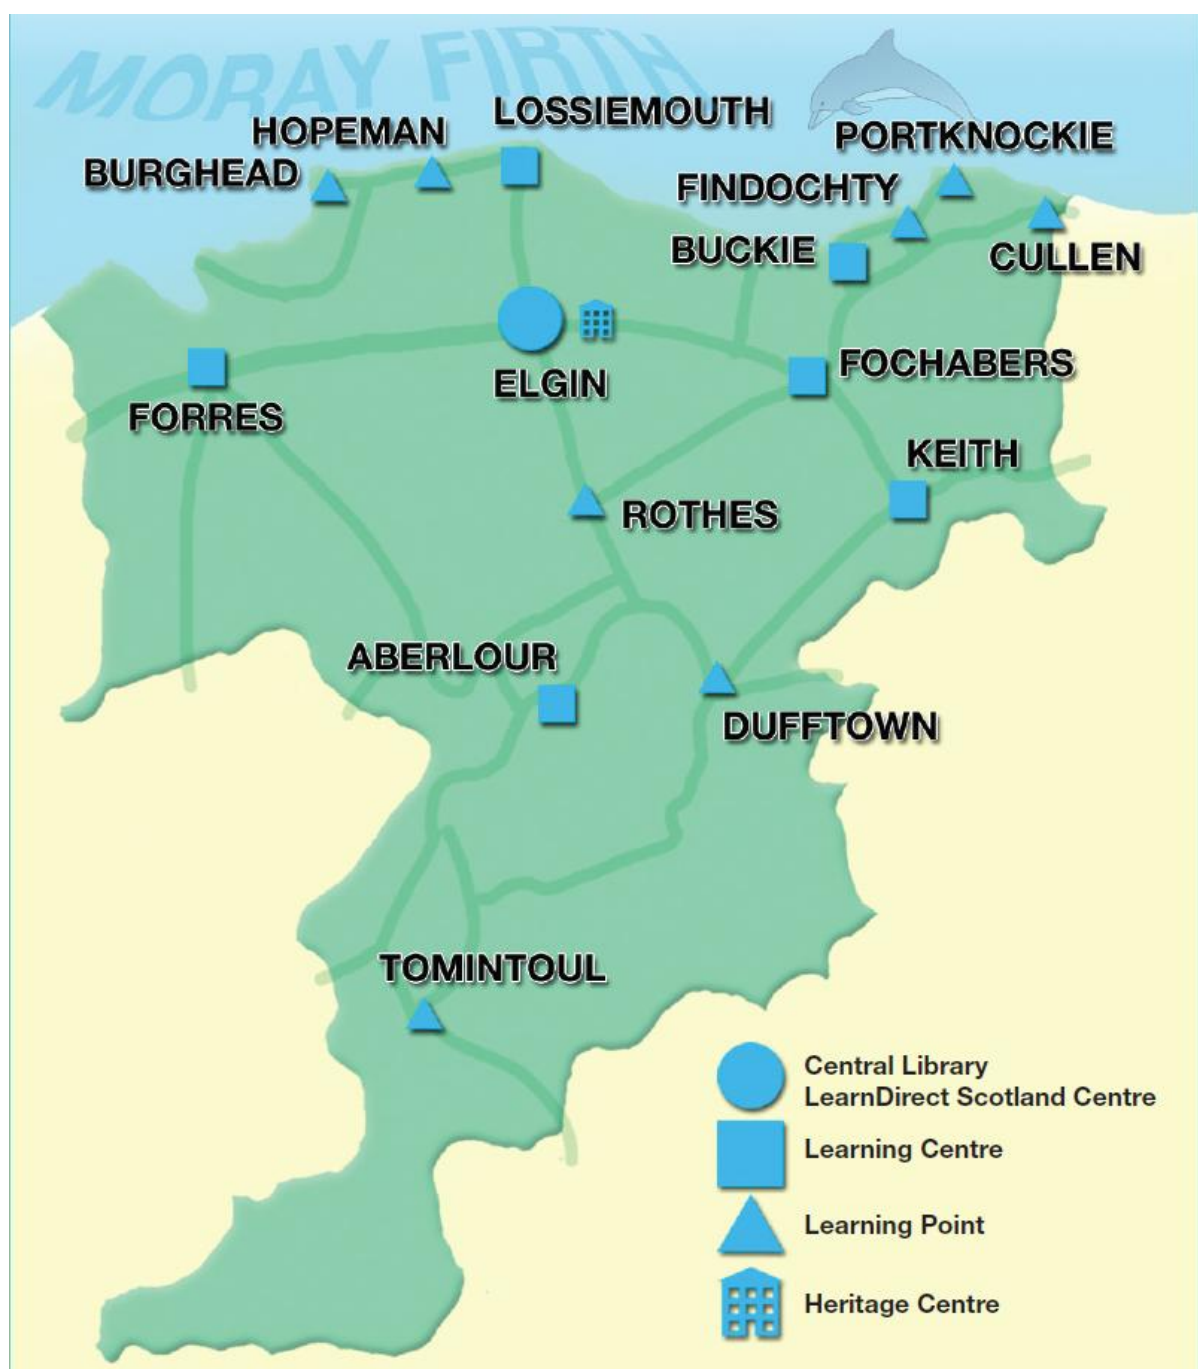 MORAY FIRTH
LOSSIEMOUTH
HOPEMAN
PORTKNOCKIE
BURGHEAD
FINDOCHTY
BUCKIE
CULLEN
FOCHABERS
ELGIN
FORRES
KEITH
ROTHES
ABERLOUR
DUFFTOWN
TOMINTOUL
Central Library
LearnDirect Scotland Centre
Learning Centre
Learning Point
Heritage Centre